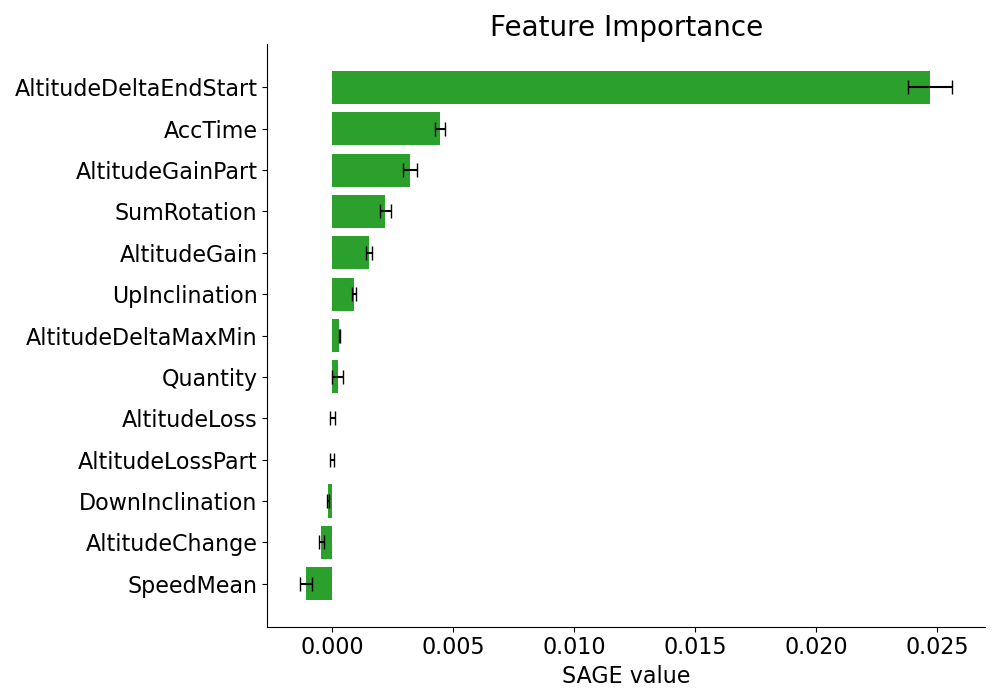 Feature Importance
AltitudeDeltaEndStart
AccTime
AltitudeGainPart
SumRotation
AltitudeGain
UpInclination
AltitudeDeltaMaxMin
Quantity
AltitudeLoss
AltitudeLossPart
DownInclination
AltitudeChange
SpeedMean
0.000 0.005 0.010 0.015 0.020 0.025
SAGE value